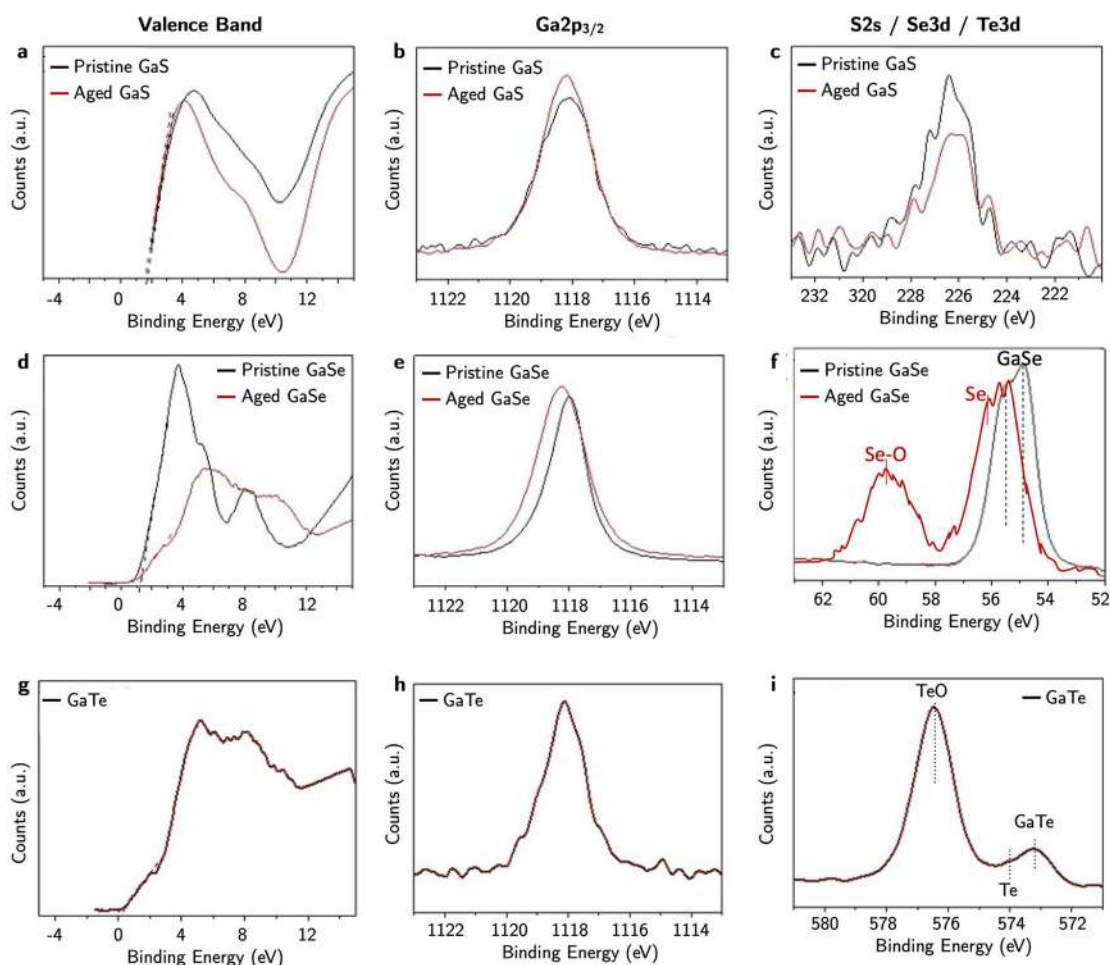 Valence Band
Ga2p3/2
S2s / Se3d / Te3d
a
Pristine GaS
Aged GaS
Counts (a.u.)
-4 0 4 8 12
Binding Energy (eV)
b
Pristine GaS
Aged GaS
Counts (a.u.)
1122 1120 1118 1116 1114
Binding Energy (eV)
c
Pristine GaS
Aged GaS
Counts (a.u.)
232 320 228 226 224 222
Binding Energy (eV)
d
Pristine GaSe
Aged GaSe
Counts (a.u.)
-4 0 4 8 12
Binding Energy (eV)
e
Pristine GaSe
Aged GaSe
Counts (a.u.)
1122 1120 1118 1116 1114
Binding Energy (eV)
f
GaSe
Pristine GaSe
Aged GaSe
Se
Se-O
Counts (a.u.)
62 60 58 56 54 52
Binding Energy (eV)
g
GaTe
Counts (a.u.)
-4 0 4 8 12
Binding Energy (eV)
h
GaTe
Counts (a.u.)
1122 1120 1118 1113 1114
Binding Energy (eV)
i
TeO
GaTe
GaTe
Te
Counts (a.u.)
580 578 576 574 572
Binding Energy (eV)